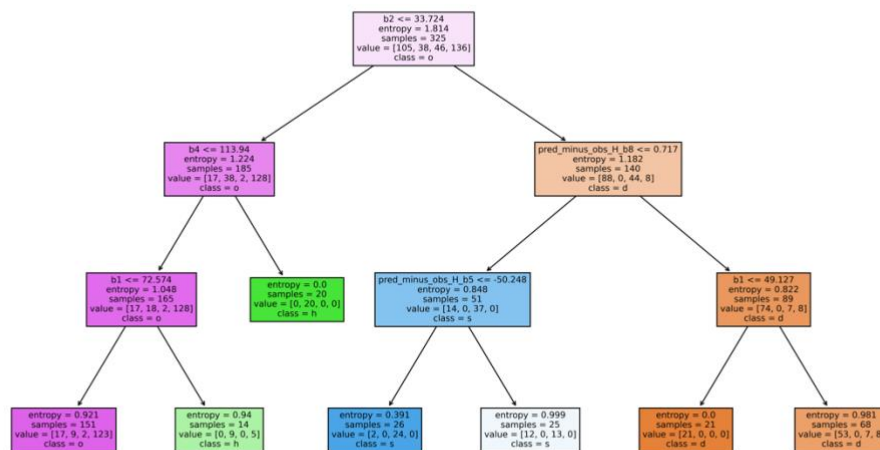 b2 <= 33.724
entropy = 1.814
samples = 325
value = [105, 38, 46, 136]
class = o
b4 <= 113.94
entropy = 1.224
samples = 185
value = [17, 38, 2, 128]
class = o
pred_minus_obs_H_b8 <= 0.717
entropy = 1.182
samples = 140
value = [88, 0, 44, 8]
class = d
b1 <= 72.574
entropy = 1.048
samples = 165
value = [17, 18, 2, 128]
class = o
entropy = 0.0
samples = 20
value = [0, 20, 0, 0]
class = h
pred_minus_obs_H_b5 <= -50.248
entropy = 0.848
samples = 51
value = [14, 0, 37, 0]
class = s
b1 <= 49.127
entropy = 0.822
samples = 89
value = [74, 0, 7, 8]
class = d
entropy = 0.921
samples = 151
value = [17, 9, 2, 123]
class = o
entropy = 0.94
samples = 14
value = [0, 9, 0, 5]
class = h
entropy = 0.391
samples = 26
value = [2, 0, 24, 0]
class = s
entropy = 0.999
samples = 25
value = [12, 0, 13, 0]
class = s
entropy = 0.0
samples = 21
value = [21, 0, 0, 0]
class = d
entropy = 0.981
samples = 68
value = [53, 0, 7, 8]
class = d